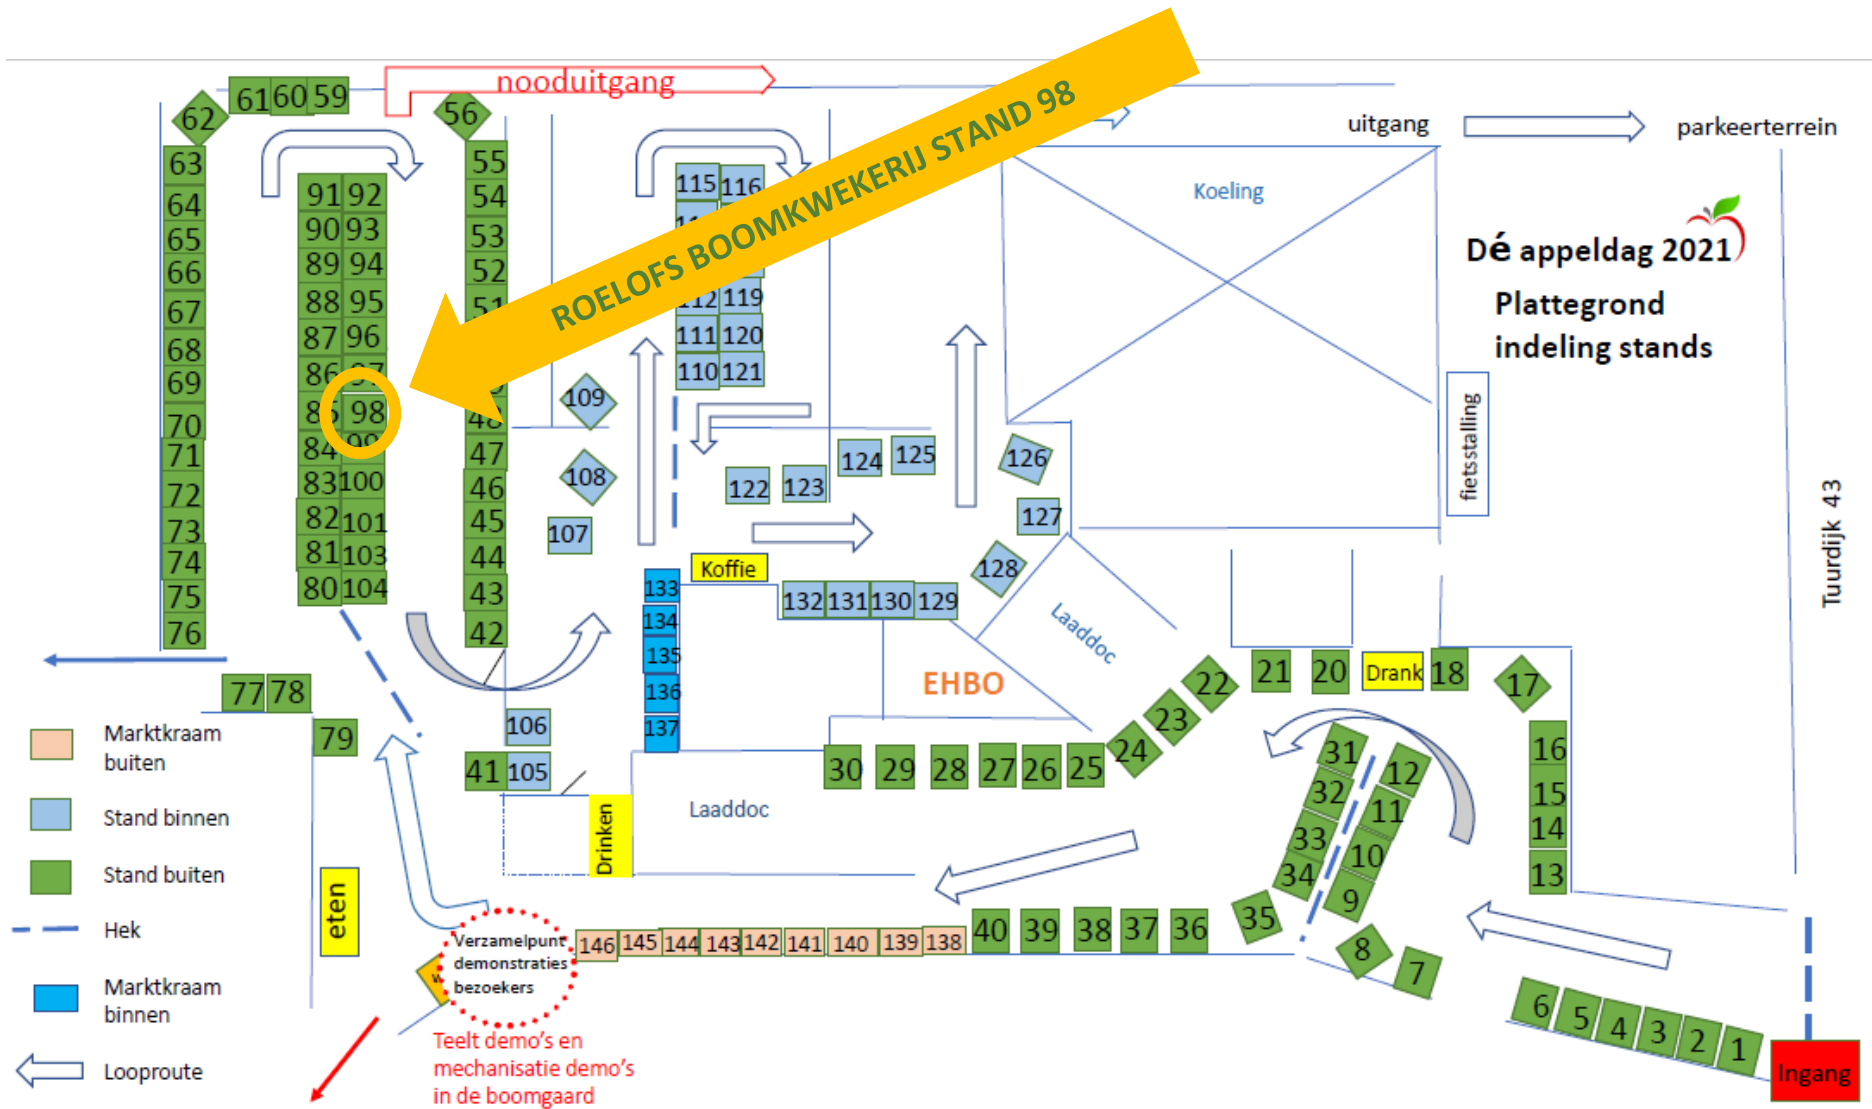 nooduitgang
ROELOFS BOOMKWEKERIJ STAND 98
uitgang
parkeerterrein
Koeling
Dé appeldag 2021
Plattegrond
indeling stands
fietsstalling
Tuurdijk 43
61 60 59
62
56
63
64
65
66
67
68
69
70
71
72
73
74
75
76
91 92
90 93
89 94
88 95
87 96
86 97
85 98
84 99
83 100
82 101
81 103
80 104
55
54
53
52
51
48
47
46
45
44
43
42
115 116
112 119
111 120
110 121
109
108
107
122 123 124 125
126
127
128
Koffie
132 131 130 129
133
134
135
136
137
Laaddoc
EHBO
77 78
79
106
41 105
Drinken
Laaddoc
30 29 28 27 26 25 24 23 22 21 20 Drank 18 17
16
15
14
13
31
32
33
34
35
12
11
10
9
8
7
6 5 4 3 2 1
Ingang
40 39 38 37 36
146 145 144 143 142 141 140 139 138
Verzamelpunt
demonstraties
bezoekers
Teelt demo's en
mechanisatie demo's
in de boomgaard
eten
Marktkraam
buiten
Stand binnen
Stand buiten
Hek
Marktkraam
binnen
Looproute